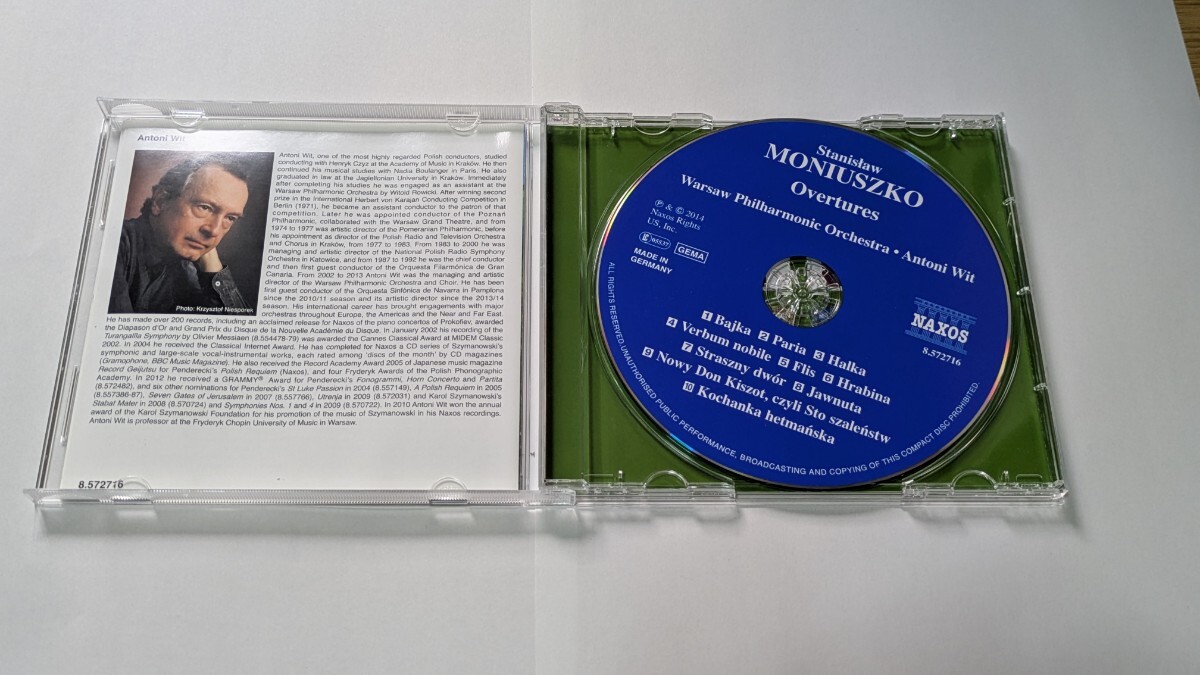 Antoni Wit
Antoni Wit, one of the most highly regarded Polish conductors, studied
conducting with Henryk Czyż at the Academy of Music in Kraków. He then
continued his musical studies with Nadia Boulanger in Paris. He also
graduated in law at the Jagiellonian University in Kraków. Immediately
after completing his studies he was engaged as an assistant at the
Warsaw Philharmonic Orchestra by Witold Rowicki. After winning second
prize in the International Herbert von Karajan Conducting Competition in
Berlin (1971), he became an assistant conductor to the patron of that
competition. Later he was appointed conductor of the Poznań
Philharmonic, collaborated with the Warsaw Grand Theatre, and from
1974 to 1977 was artistic director of the Pomeranian Philharmonic, before
his appointment as director of the Polish Radio and Television Orchestra
and Chorus in Kraków, from 1977 to 1983. From 1983 to 2000 he was
managing and artistic director of the National Polish Radio Symphony
Orchestra in Katowice, and from 1987 to 1992 he was the chief conductor
and then first guest conductor of the Orquesta Filarmónica de Gran
Canaria. From 2002 to 2013 Antoni Wit was the managing and artistic
director of the Warsaw Philharmonic Orchestra and Choir. He has been
first guest conductor of the Orquesta Sinfónica de Navarra in Pamplona
since the 2010/11 season and its artistic director since the 2013/14
season. His international career has brought engagements with major
orchestras throughout Europe, the Americas and the Near and Far East.
Photo: Krzysztof Niesporek
He has made over 200 records, including an acclaimed release for Naxos of the piano concertos of Prokofiev, awarded
the Diapason d'Or and Grand Prix du Disque de la Nouvelle Académie du Disque. In January 2002 his recording of the
Turangalîla Symphony by Olivier Messiaen (8.554478-79) was awarded the Cannes Classical Award at MIDEM Classic
2002. In 2004 he received the Classical Internet Award. He has completed for Naxos a CD series of Szymanowski's
symphonic and large-scale vocal-instrumental works, each rated among 'discs of the month' by CD magazines
(Gramophone, BBC Music Magazine). He also received the Record Academy Award 2005 of Japanese music magazine
Record Geijutsu for Penderecki's Polish Requiem (Naxos), and four Fryderyk Awards of the Polish Phonographic
Academy. In 2012 he received a GRAMMY® Award for Penderecki's Fonogrammi, Horn Concerto and Partita
(8.572482), and six other nominations for Penderecki's St Luke Passion in 2004 (8.557149), A Polish Requiem in 2005
(8.557386-87), Seven Gates of Jerusalem in 2007 (8.557766), Utrenja in 2009 (8.572031) and Karol Szymanowski's
Stabat Mater in 2008 (8.570724) and Symphonies Nos. 1 and 4 in 2009 (8.570722). In 2010 Antoni Wit won the annual
award of the Karol Szymanowski Foundation for his promotion of the music of Szymanowski in his Naxos recordings.
Antoni Wit is professor at the Fryderyk Chopin University of Music in Warsaw.
8.572716
Stanisław
MONIUSZKO
Overtures
Warsaw Philharmonic Orchestra • Antoni Wit
℗ & © 2014
Naxos Rights
US, Inc.
LC 05537 GEMA
MADE IN
GERMANY
NAXOS
8.572716
1 Bajka 2 Paria 3 Halka
4 Verbum nobile 5 Flis 6 Hrabina
7 Straszny dwór 8 Jawnuta
9 Nowy Don Kiszot, czyli Sto szaleństw
10 Kochanka hetmańska
ALL RIGHTS RESERVED. UNAUTHORISED PUBLIC PERFORMANCE, BROADCASTING AND COPYING OF THIS COMPACT DISC PROHIBITED.